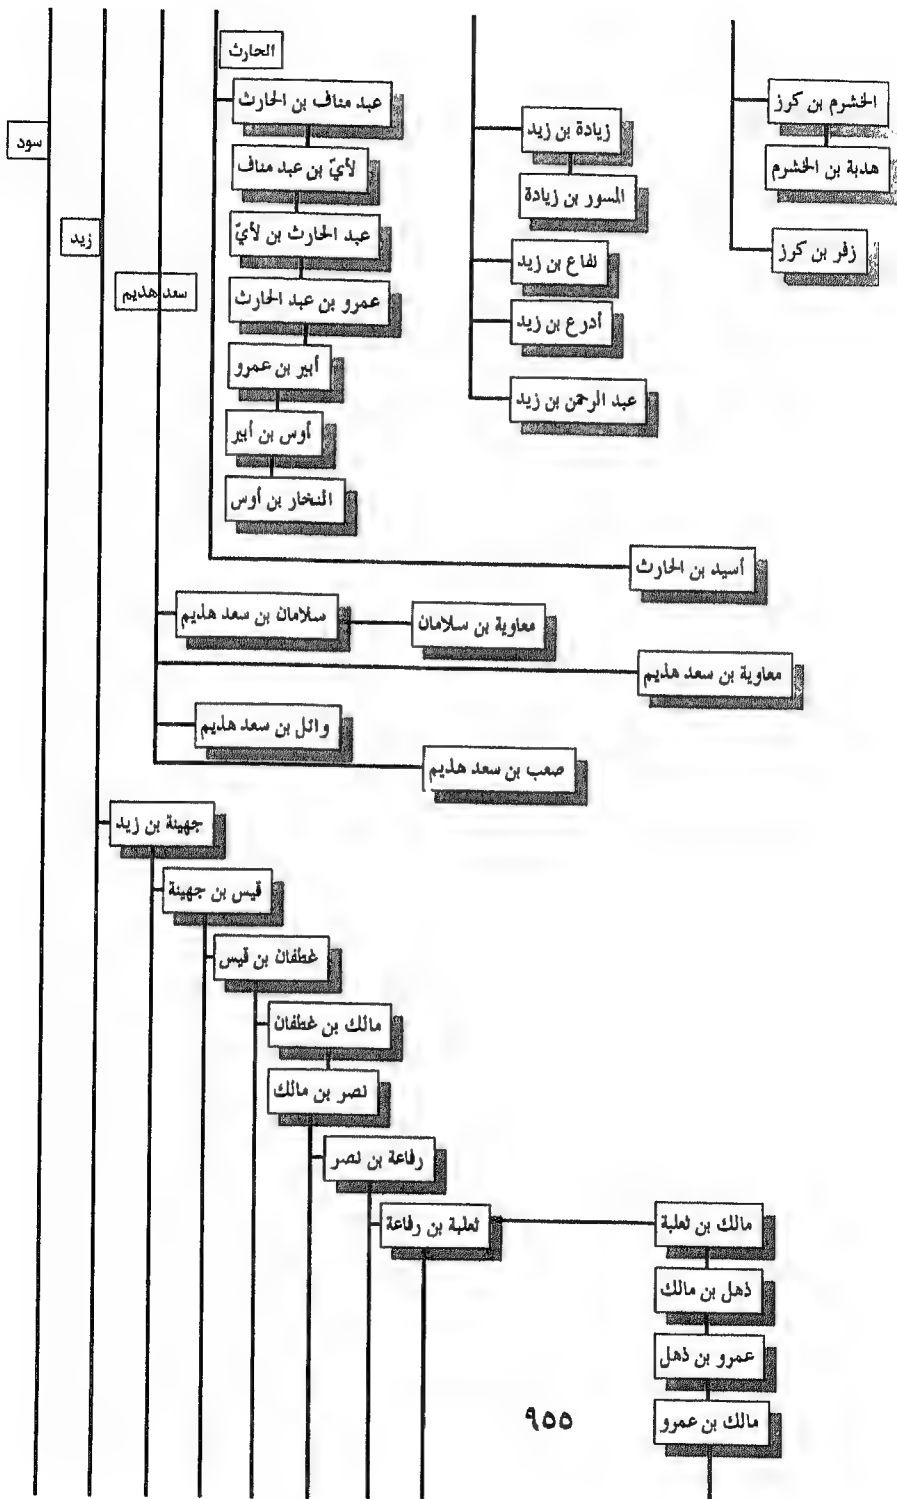 الحارث
عبد مناف بن الحارث
لأيّ بن عبد مناف
عبد الحارث بن لأيّ
عمرو بن عبد الحارث
أبير بن عمرو
أوس بن أبير
النخار بن أوس
زيادة بن زيد
المسور بن زيادة
نفاع بن زيد
أدرع بن زيد
عبد الرحمن بن زيد
الخشرم بن كرز
هدبة بن الخشرم
زفر بن كرز
سود
زيد
سعد هذيم
أسيد بن الحارث
سلامان بن سعد هذيم
معاوية بن سلامان
معاوية بن سعد هذيم
وائل بن سعد هذيم
صعب بن سعد هذيم
جهينة بن زيد
قيس بن جهينة
غطفان بن قيس
مالك بن غطفان
نصر بن مالك
رفاعة بن نصر
ثعلبة بن رفاعة
مالك بن ثعلبة
ذهل بن مالك
عمرو بن ذهل
مالك بن عمرو
٩٥٥